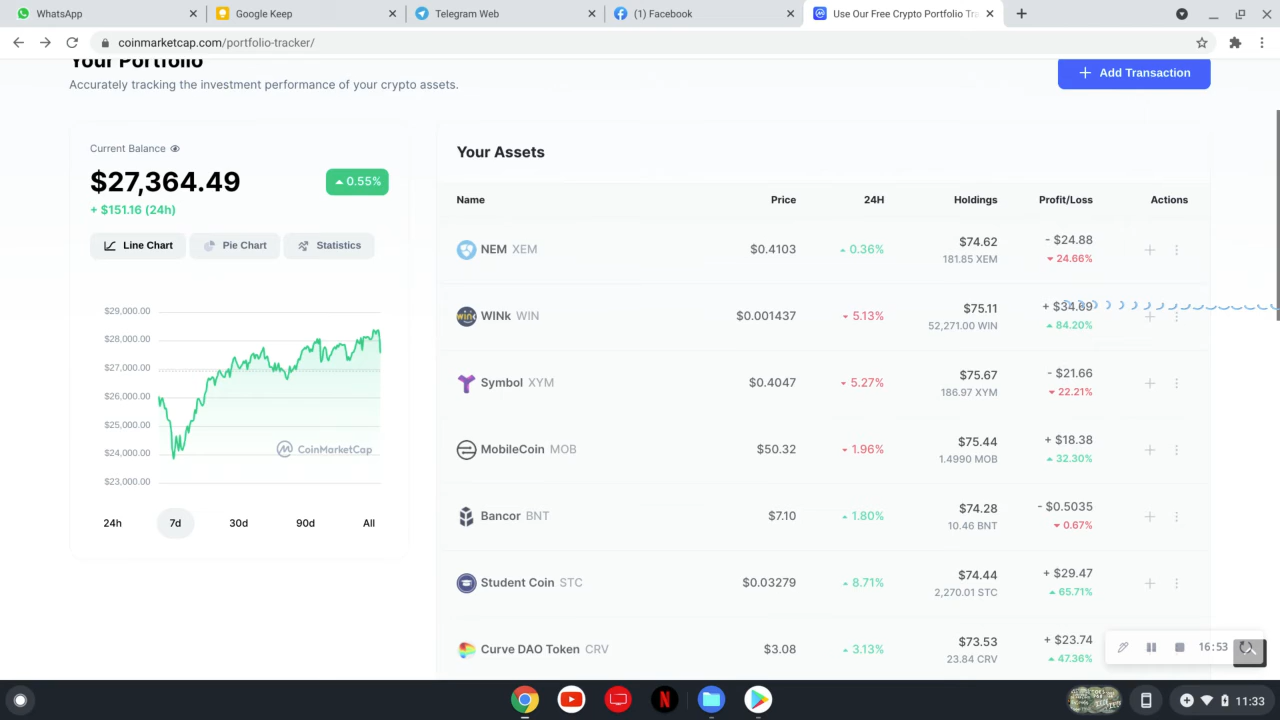 WhatsApp
Google Keep
Telegram Web
(1) Facebook
Use Our Free Crypto Portfolio Tra
coinmarketcap.com/portfolio-tracker/
Your Portfolio
Accurately tracking the investment performance of your crypto assets.
Add Transaction
Current Balance
$27,364.49
0.55%
+ $151.16 (24h)
Line Chart
Pie Chart
Statistics
$29,000.00
$28,000.00
$27,000.00
$26,000.00
$25,000.00
$24,000.00
$23,000.00
CoinMarketCap
24h 7d 30d 90d All
Your Assets
Name Price 24H Holdings Profit/Loss Actions
NEM XEM $0.4103 0.36% $74.62 - $24.88
181.85 XEM 24.66%
WINk WIN $0.001437 5.13% $75.11 + $34.69
52,271.00 WIN 84.20%
Symbol XYM $0.4047 5.27% $75.67 - $21.66
186.97 XYM 22.21%
MobileCoin MOB $50.32 1.96% $75.44 + $18.38
1.4990 MOB 32.30%
Bancor BNT $7.10 1.80% $74.28 - $0.5035
10.46 BNT 0.67%
Student Coin STC $0.03279 8.71% $74.44 + $29.47
2,270.01 STC 65.71%
Curve DAO Token CRV $3.08 3.13% $73.53 + $23.74
23.84 CRV 47.36%
16:53
11:33